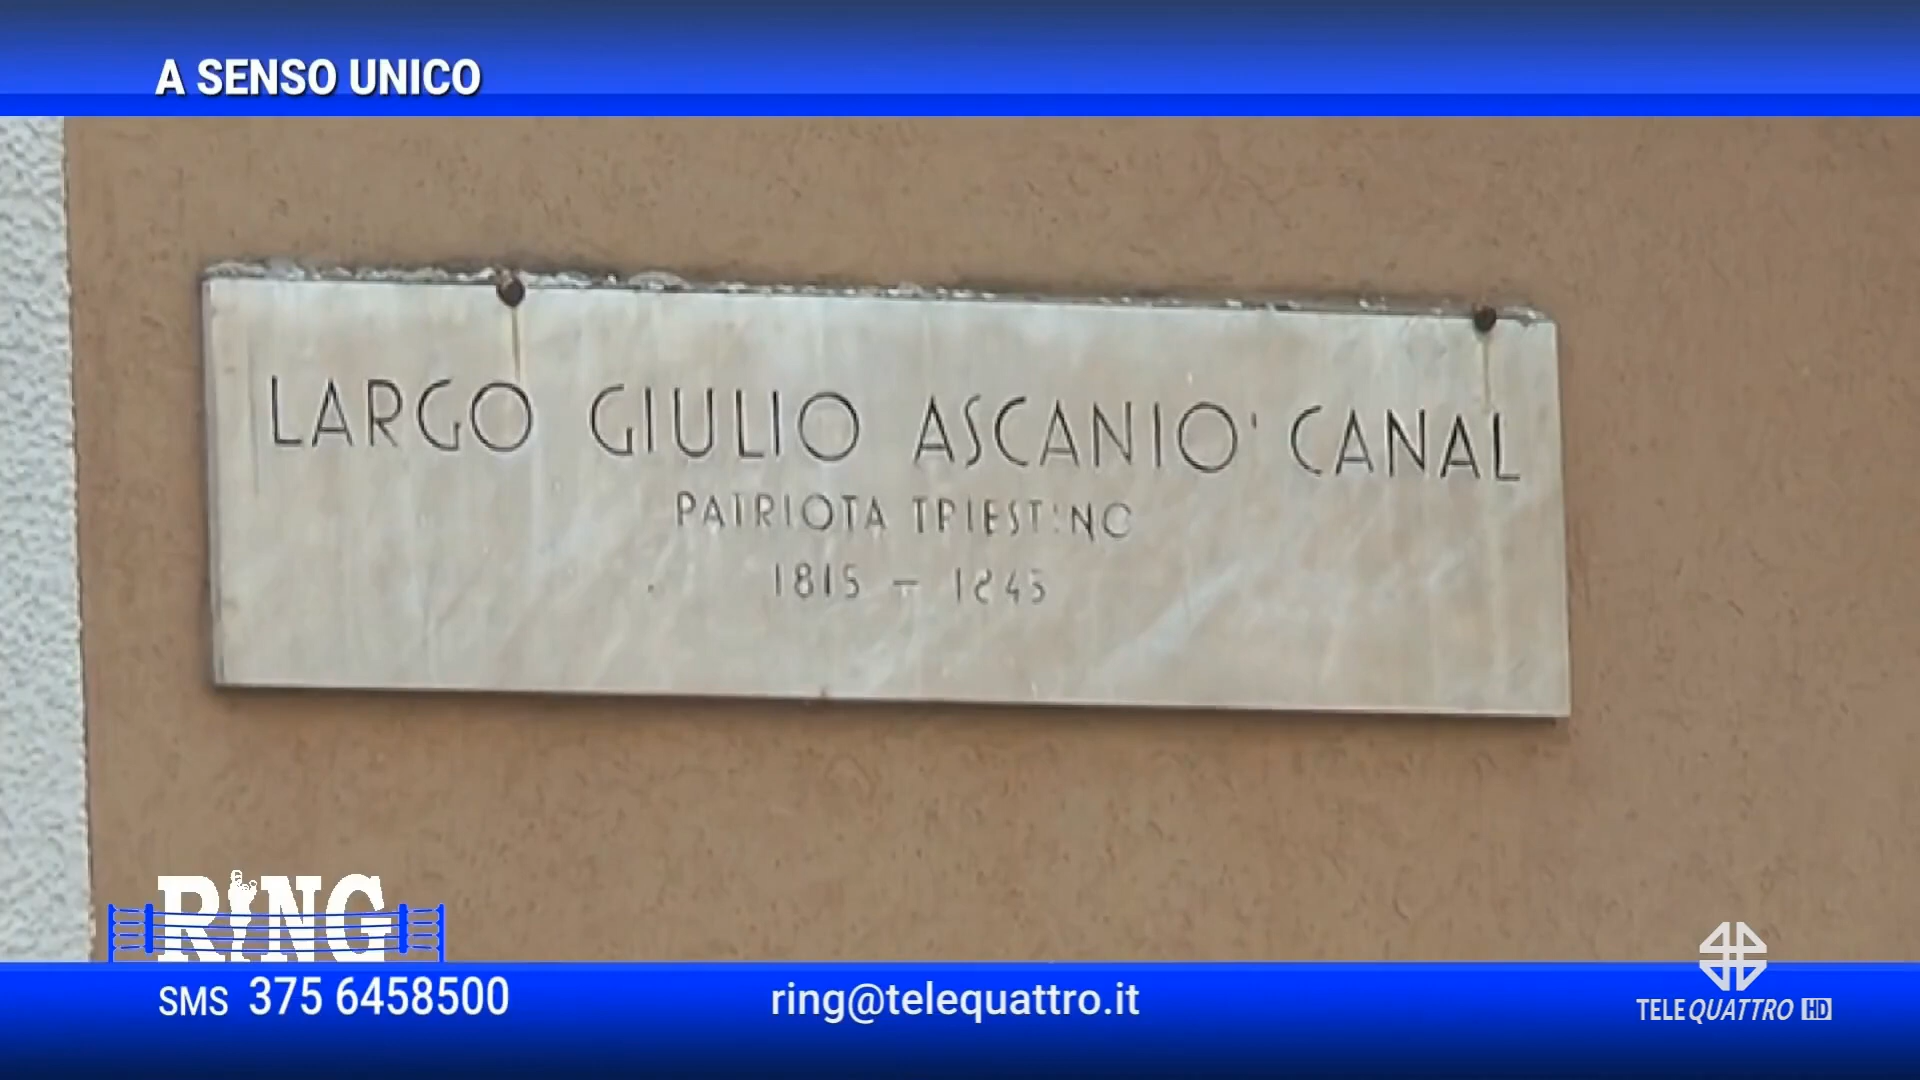 A SENSO UNICO
LARGO GIULIO ASCANIO' CANAL
PATRIOTA TRIESTINO
1815 –
RING
SMS 375 6458500
ring@telequattro.it
TELEQUATTRO HD